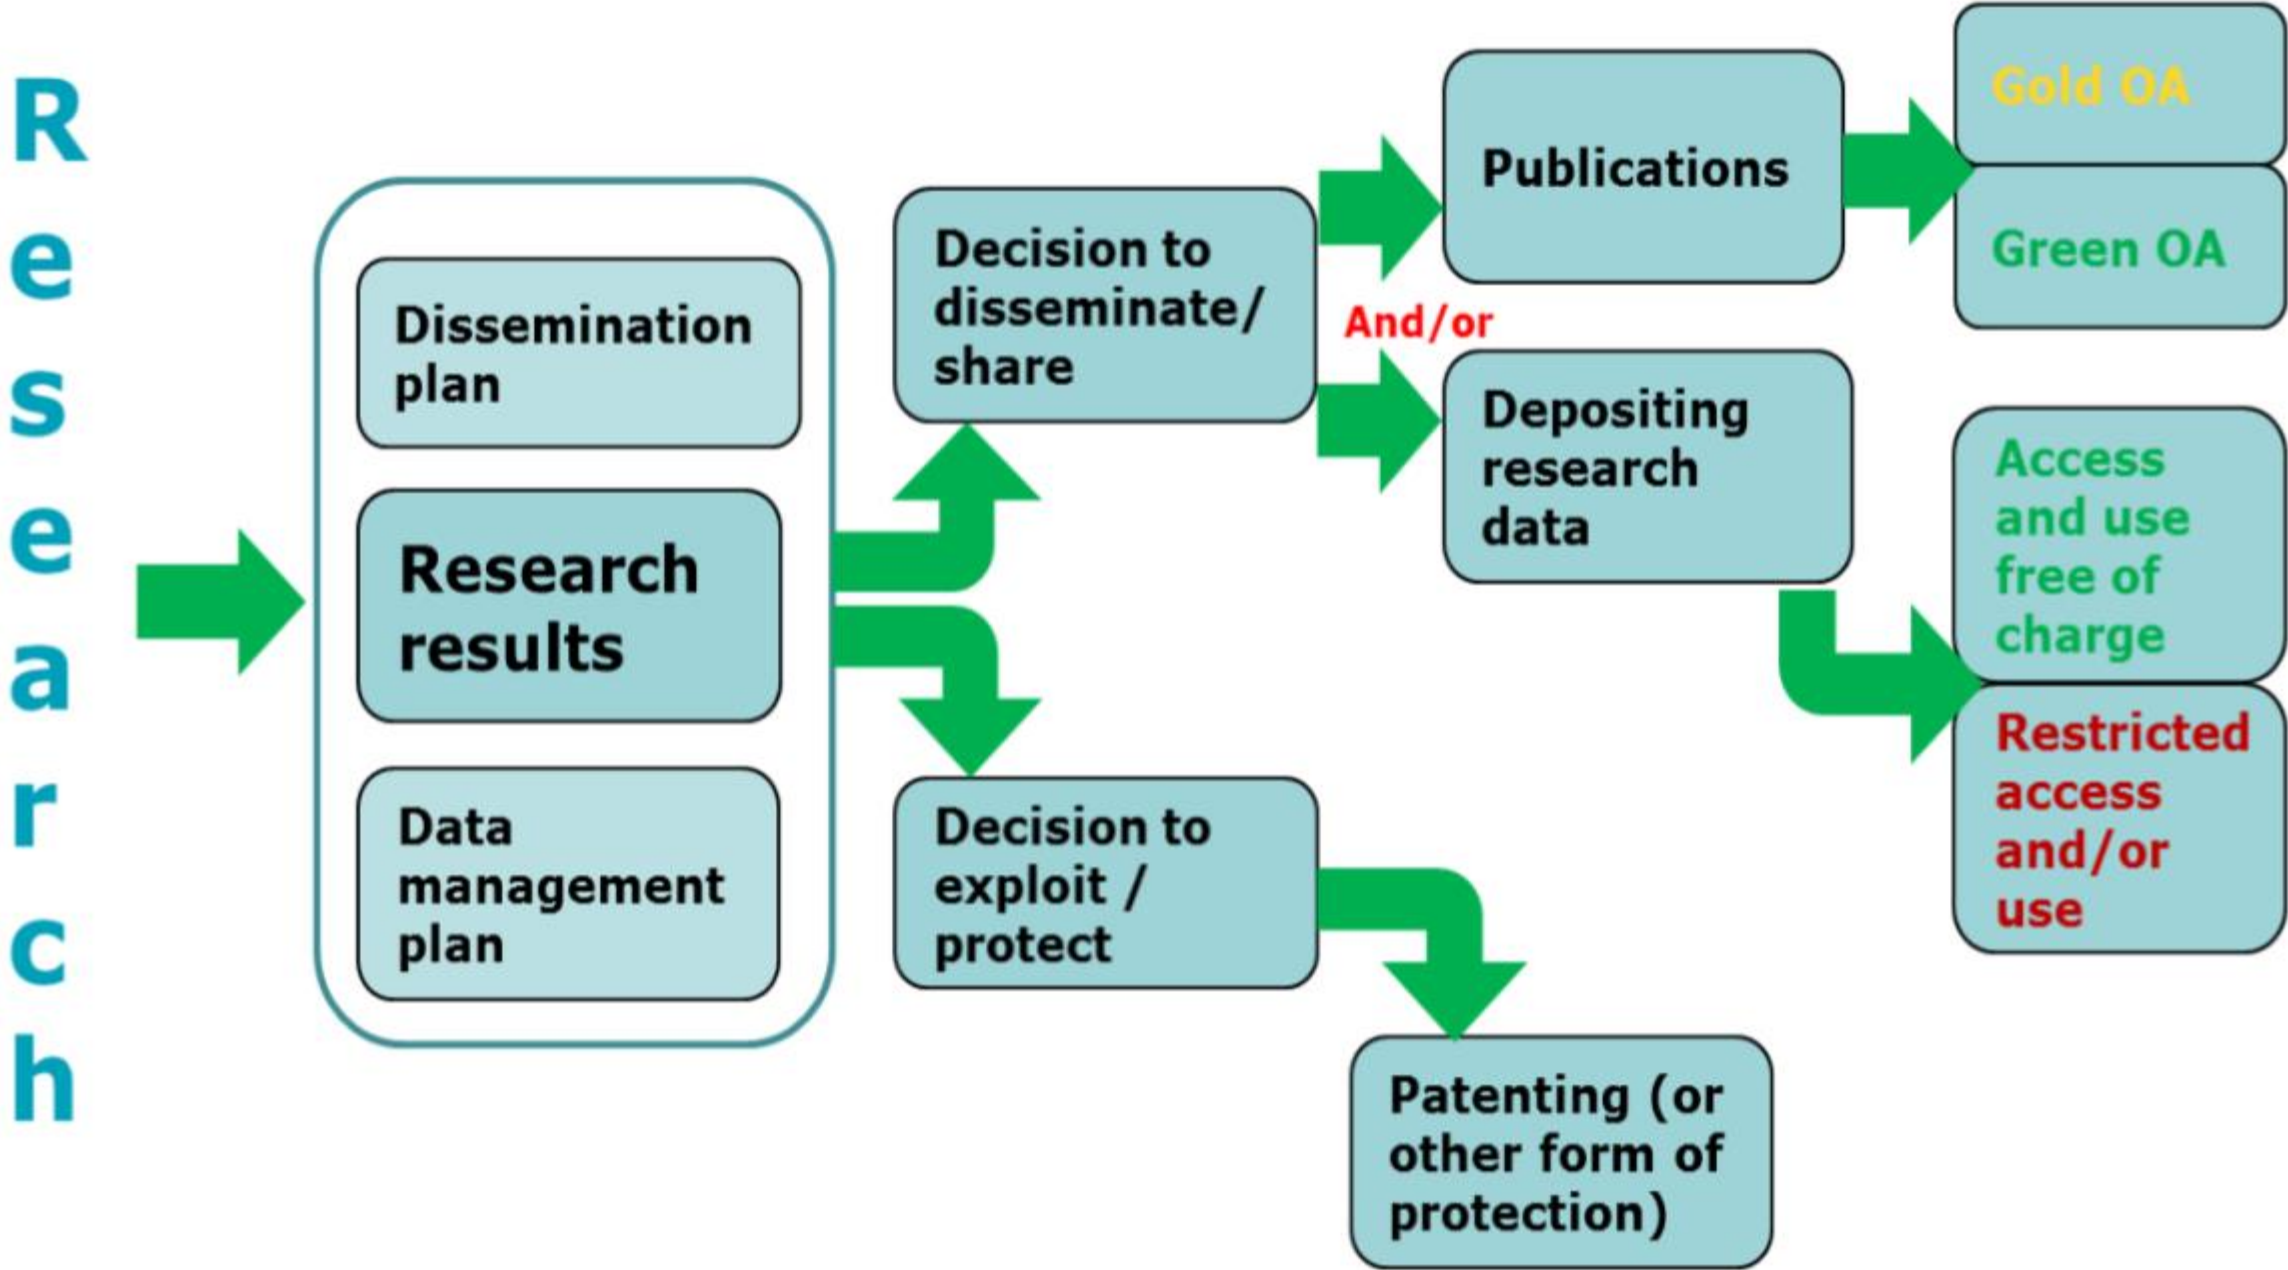 Research
Dissemination
plan
Research
results
Data
management
plan
Decision to
disseminate/
share
Decision to
exploit /
protect
And/or
Publications
Depositing
research
data
Patenting (or
other form of
protection)
Gold OA
Green OA
Access
and use
free of
charge
Restricted
access
and/or
use